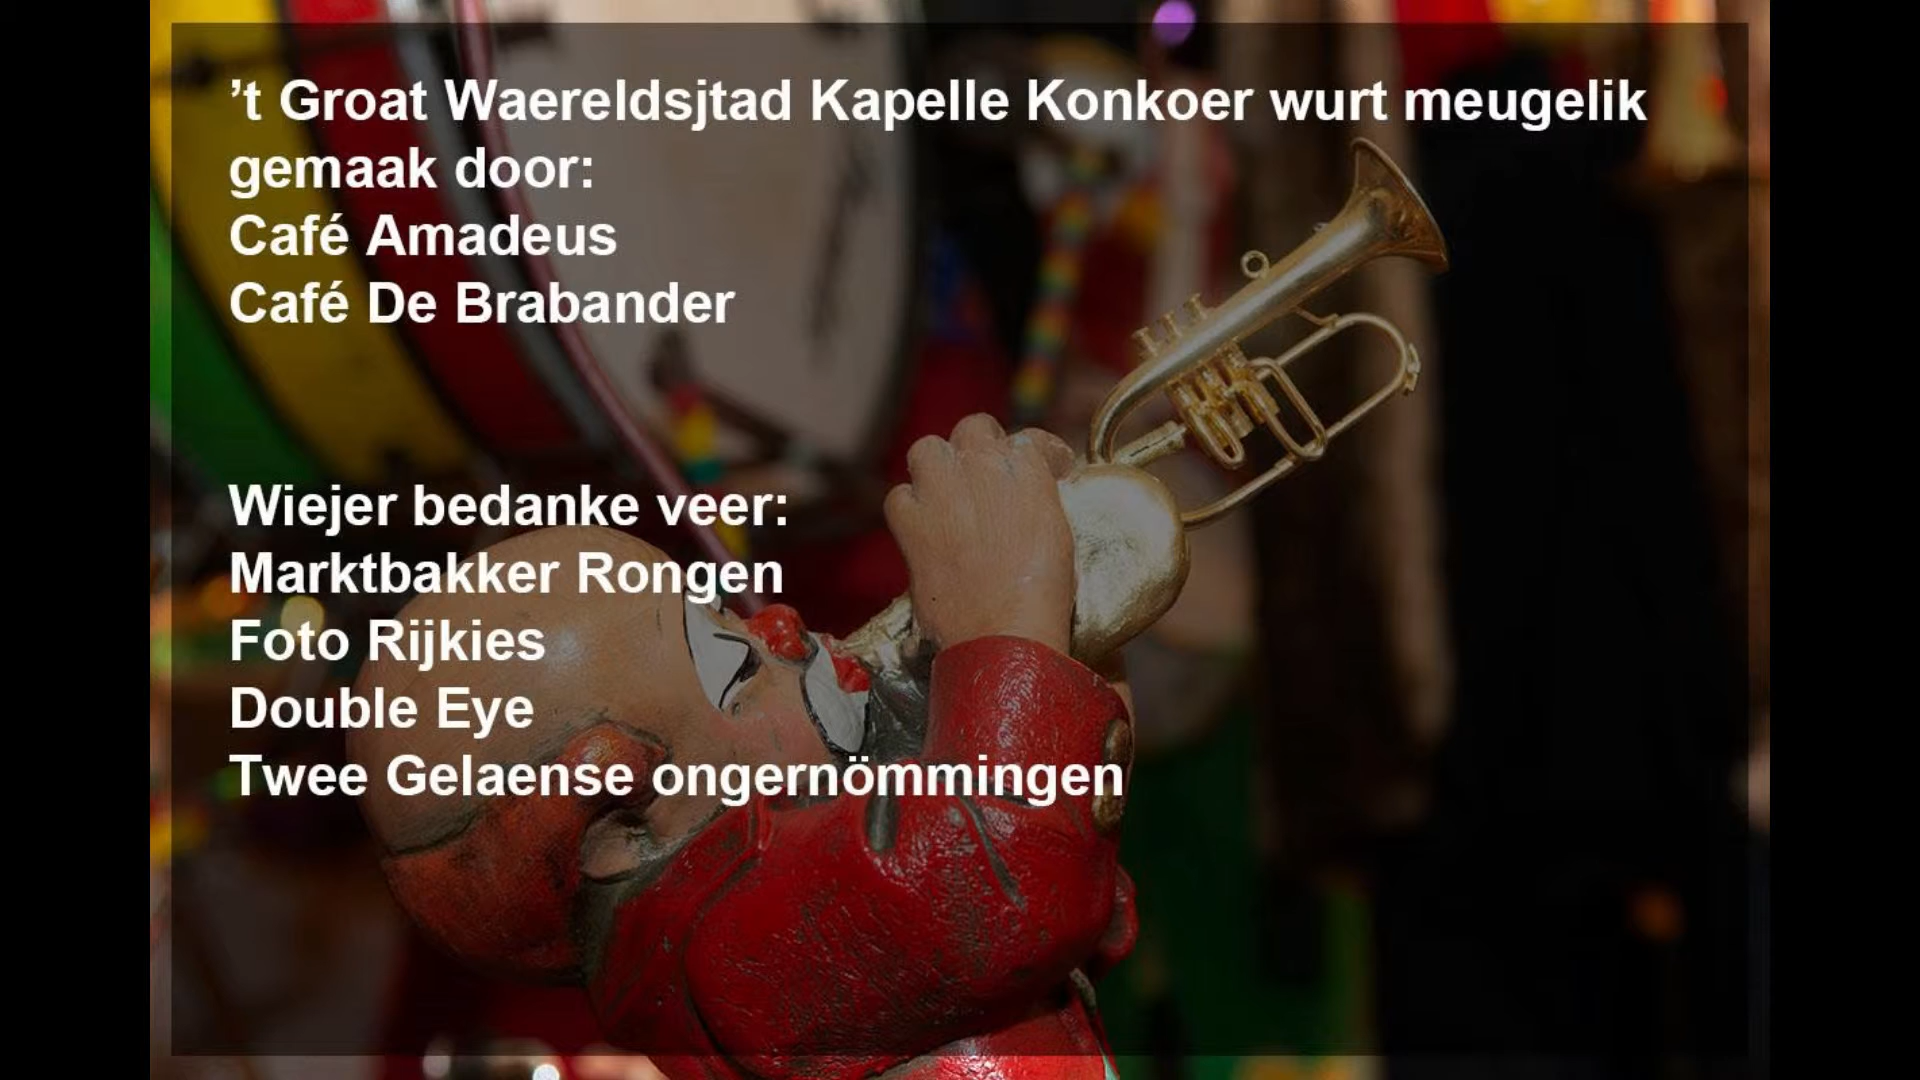 ’t Groat Waereldsjtad Kapelle Konkoer wurt meugelik
gemaak door:
Café Amadeus
Café De Brabander
Wiejer bedanke veer:
Marktbakker Rongen
Foto Rijkies
Double Eye
Twee Gelaense ongernömmingen